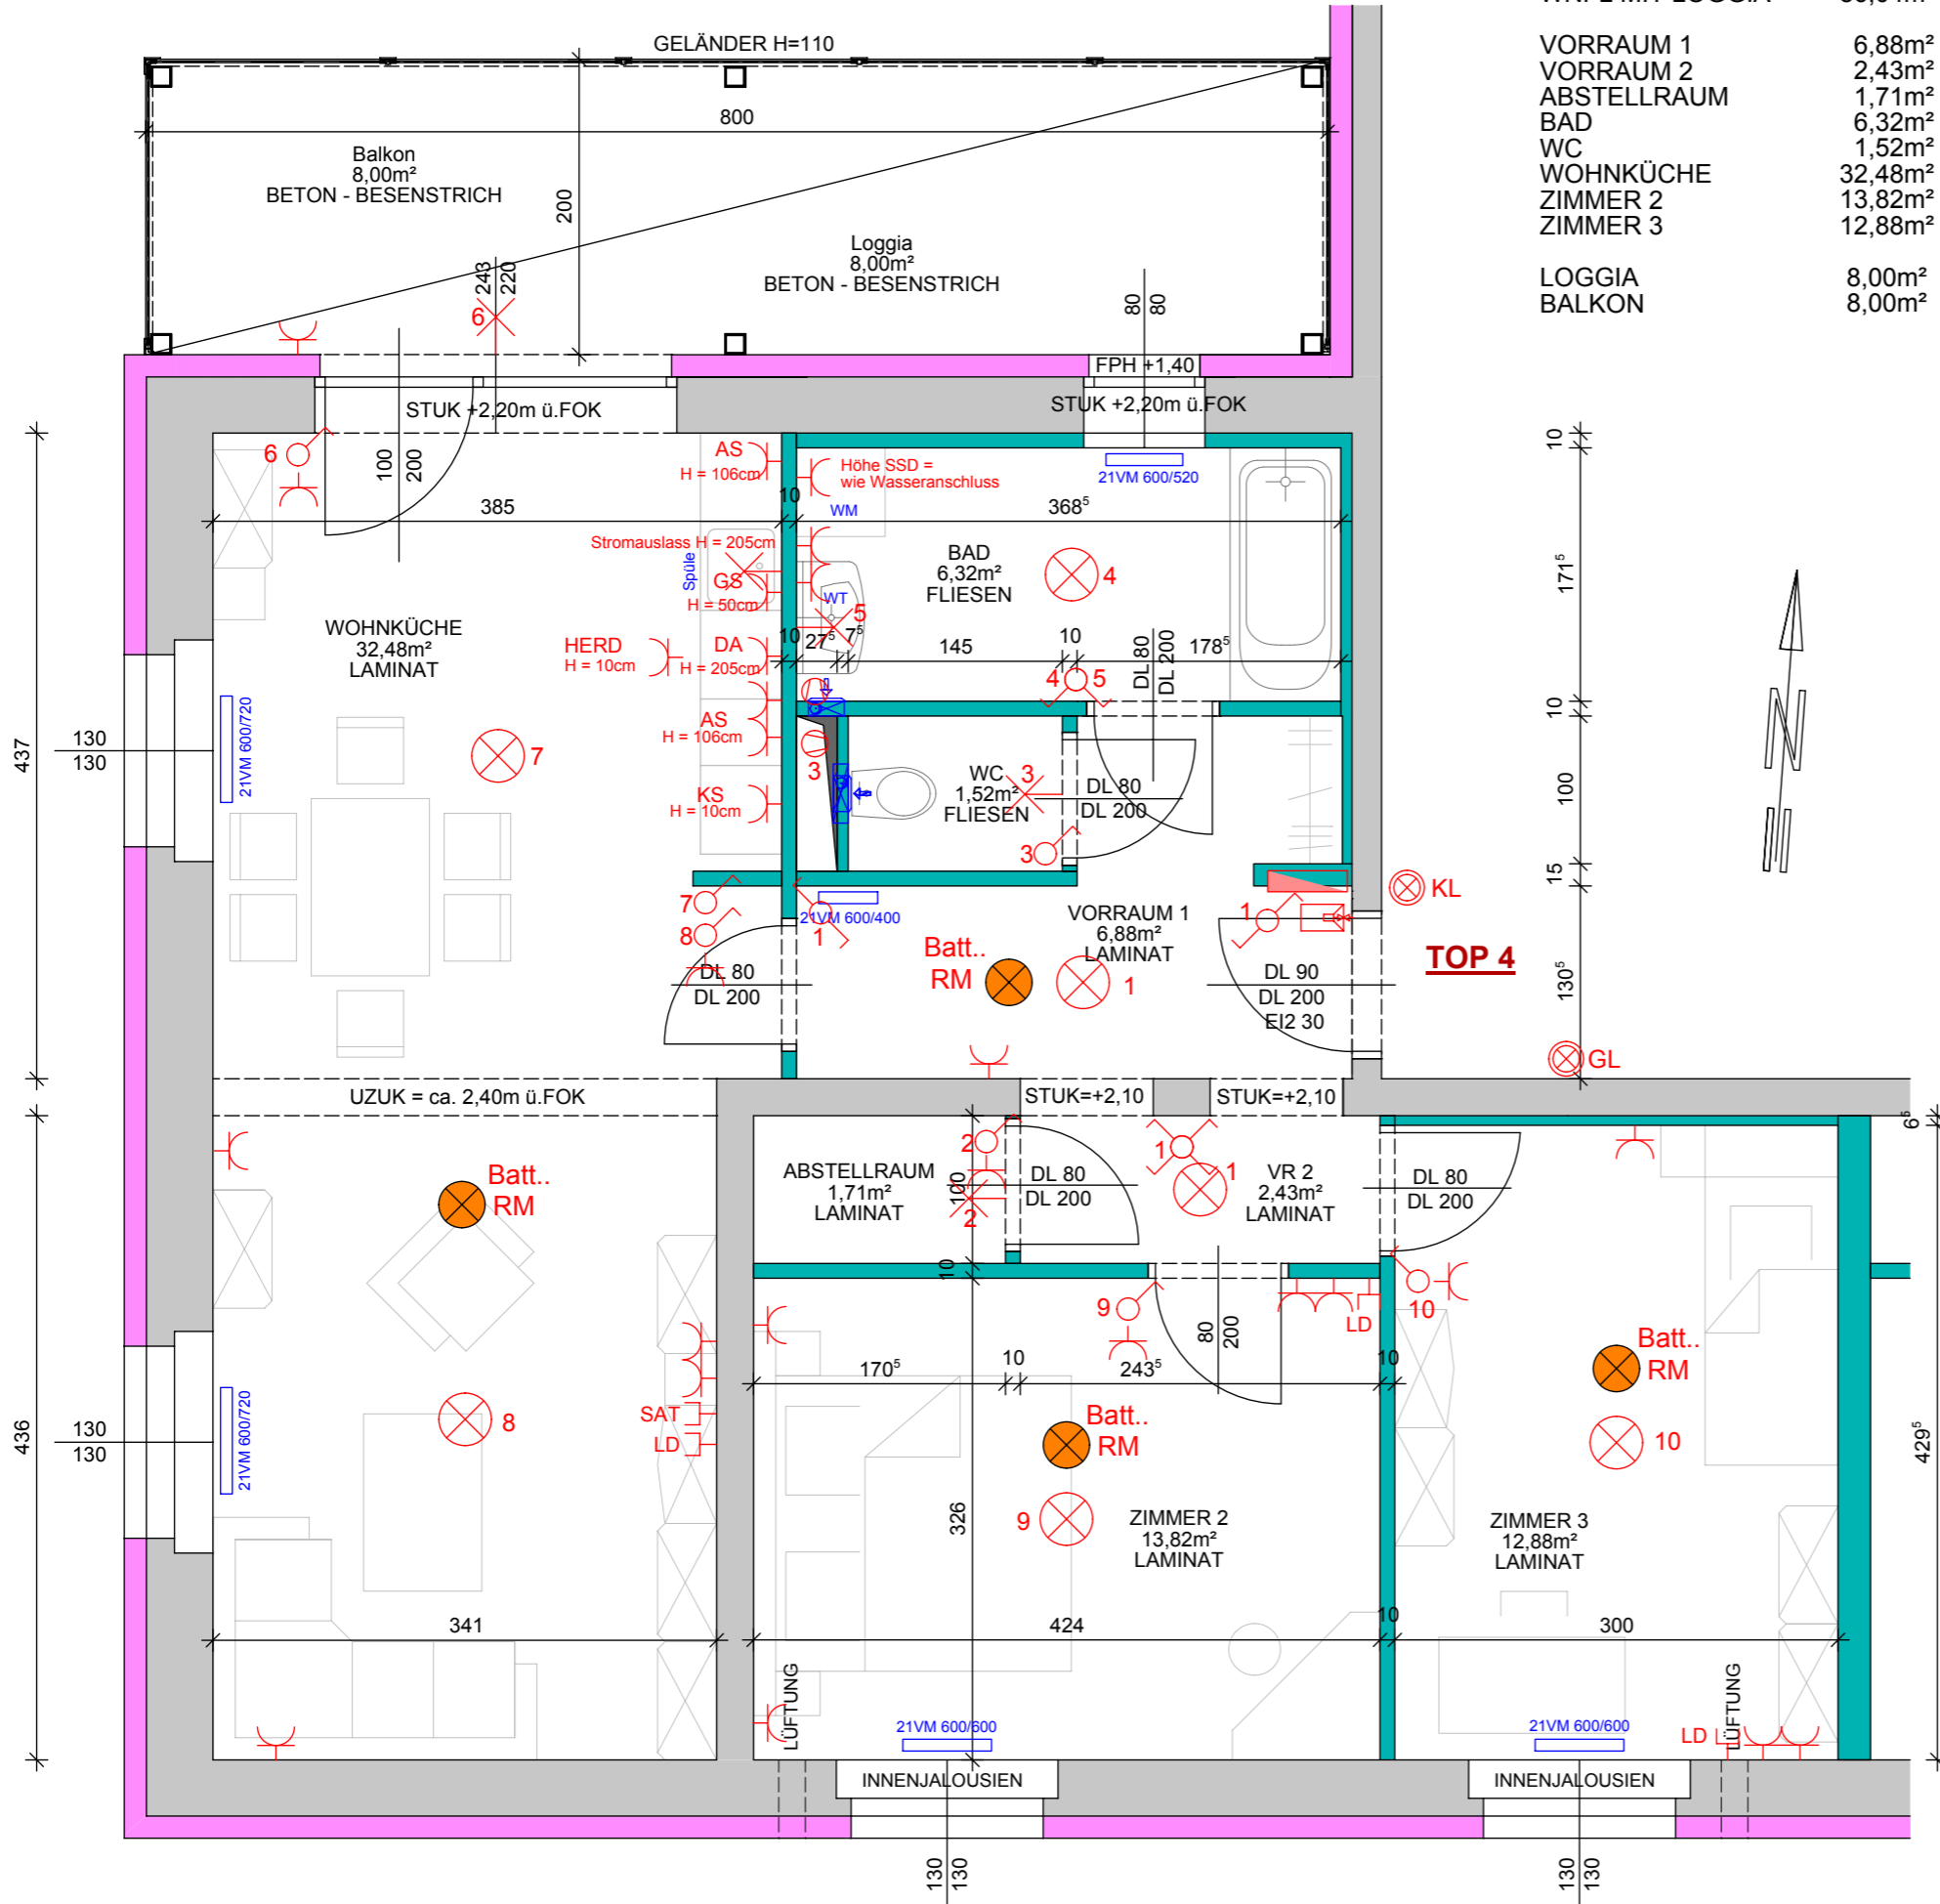 VORRAUM 1 6,88m²
VORRAUM 2 2,43m²
ABSTELLRAUM 1,71m²
BAD 6,32m²
WC 1,52m²
WOHNKÜCHE 32,48m²
ZIMMER 2 13,82m²
ZIMMER 3 12,88m²
LOGGIA 8,00m²
BALKON 8,00m²
GELÄNDER H=110
800
Balkon
8,00m²
BETON - BESENSTRICH
200
Loggia
8,00m²
BETON - BESENSTRICH
243
220
6
80
80
FPH +1,40
STUK +2,20m ü.FOK
STUK +2,20m ü.FOK
6
100
200
AS
H = 106cm
Höhe SSD =
wie Wasseranschluss
21VM 600/520
10
10
385
368⁵
WM
Stromauslass H = 205cm
Spüle
GS
H = 50cm
WT
5
BAD
6,32m²
FLIESEN
4
171⁵
WOHNKÜCHE
32,48m²
LAMINAT
HERD
H = 10cm
DA
H = 205cm
10
27⁵
7⁵
145
10
178⁵
DL 80
DL 200
4
5
21VM 600/720
130
130
437
7
AS
H = 106cm
3
10
N
KS
H = 10cm
WC
1,52m²
FLIESEN
3
DL 80
DL 200
100
3
15
7
8
21VM 600/400
1
VORRAUM 1
6,88m²
LAMINAT
1
KL
TOP 4
Batt..
RM
1
DL 80
DL 200
DL 90
DL 200
EI2 30
130⁵
GL
UZUK = ca. 2,40m ü.FOK
STUK=+2,10
STUK=+2,10
6⁵
2
1
ABSTELLRAUM
1,71m²
LAMINAT
100
2
DL 80
DL 200
1
VR 2
2,43m²
LAMINAT
DL 80
DL 200
Batt..
RM
10
9
80
200
LD
10
10
Batt..
RM
170⁵
10
243⁵
SAT
LD
8
21VM 600/720
130
130
436
Batt..
RM
10
429⁵
326
9
ZIMMER 2
13,82m²
LAMINAT
ZIMMER 3
12,88m²
LAMINAT
341
424
10
300
LÜFTUNG
21VM 600/600
21VM 600/600
LD
LÜFTUNG
INNENJALOUSIEN
INNENJALOUSIEN
130
130
130
130